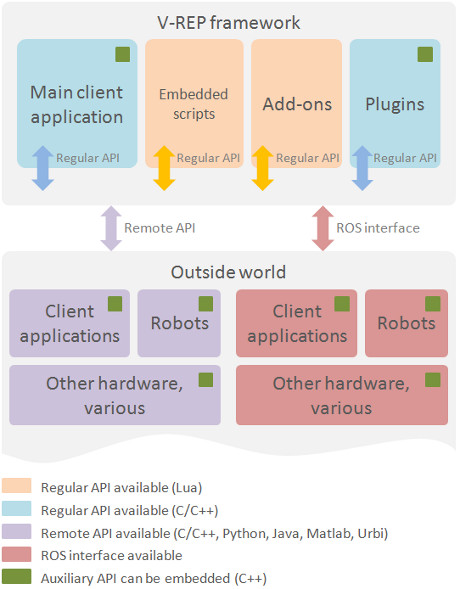 V-REP framework
Main client
application
Embedded
scripts
Add-ons
Plugins
Regular API
Regular API
Regular API
Regular API
Remote API
ROS interface
Outside world
Client
applications
Robots
Client
applications
Robots
Other hardware,
various
Other hardware,
various
Regular API available (Lua)
Regular API available (C/C++)
Remote API available (C/C++, Python, Java, Matlab, Urbi)
ROS interface available
Auxiliary API can be embedded (C++)